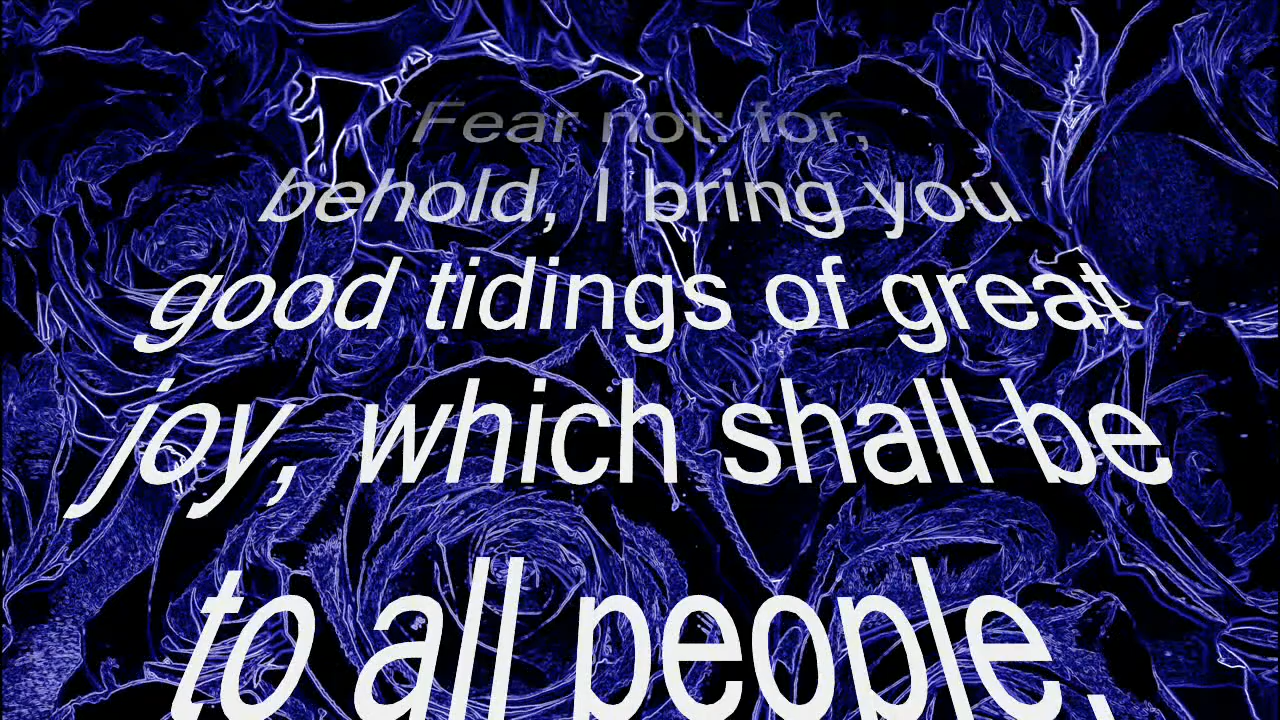 Fear not: for,
behold, I bring you
good tidings of great
joy, which shall be
to all people.